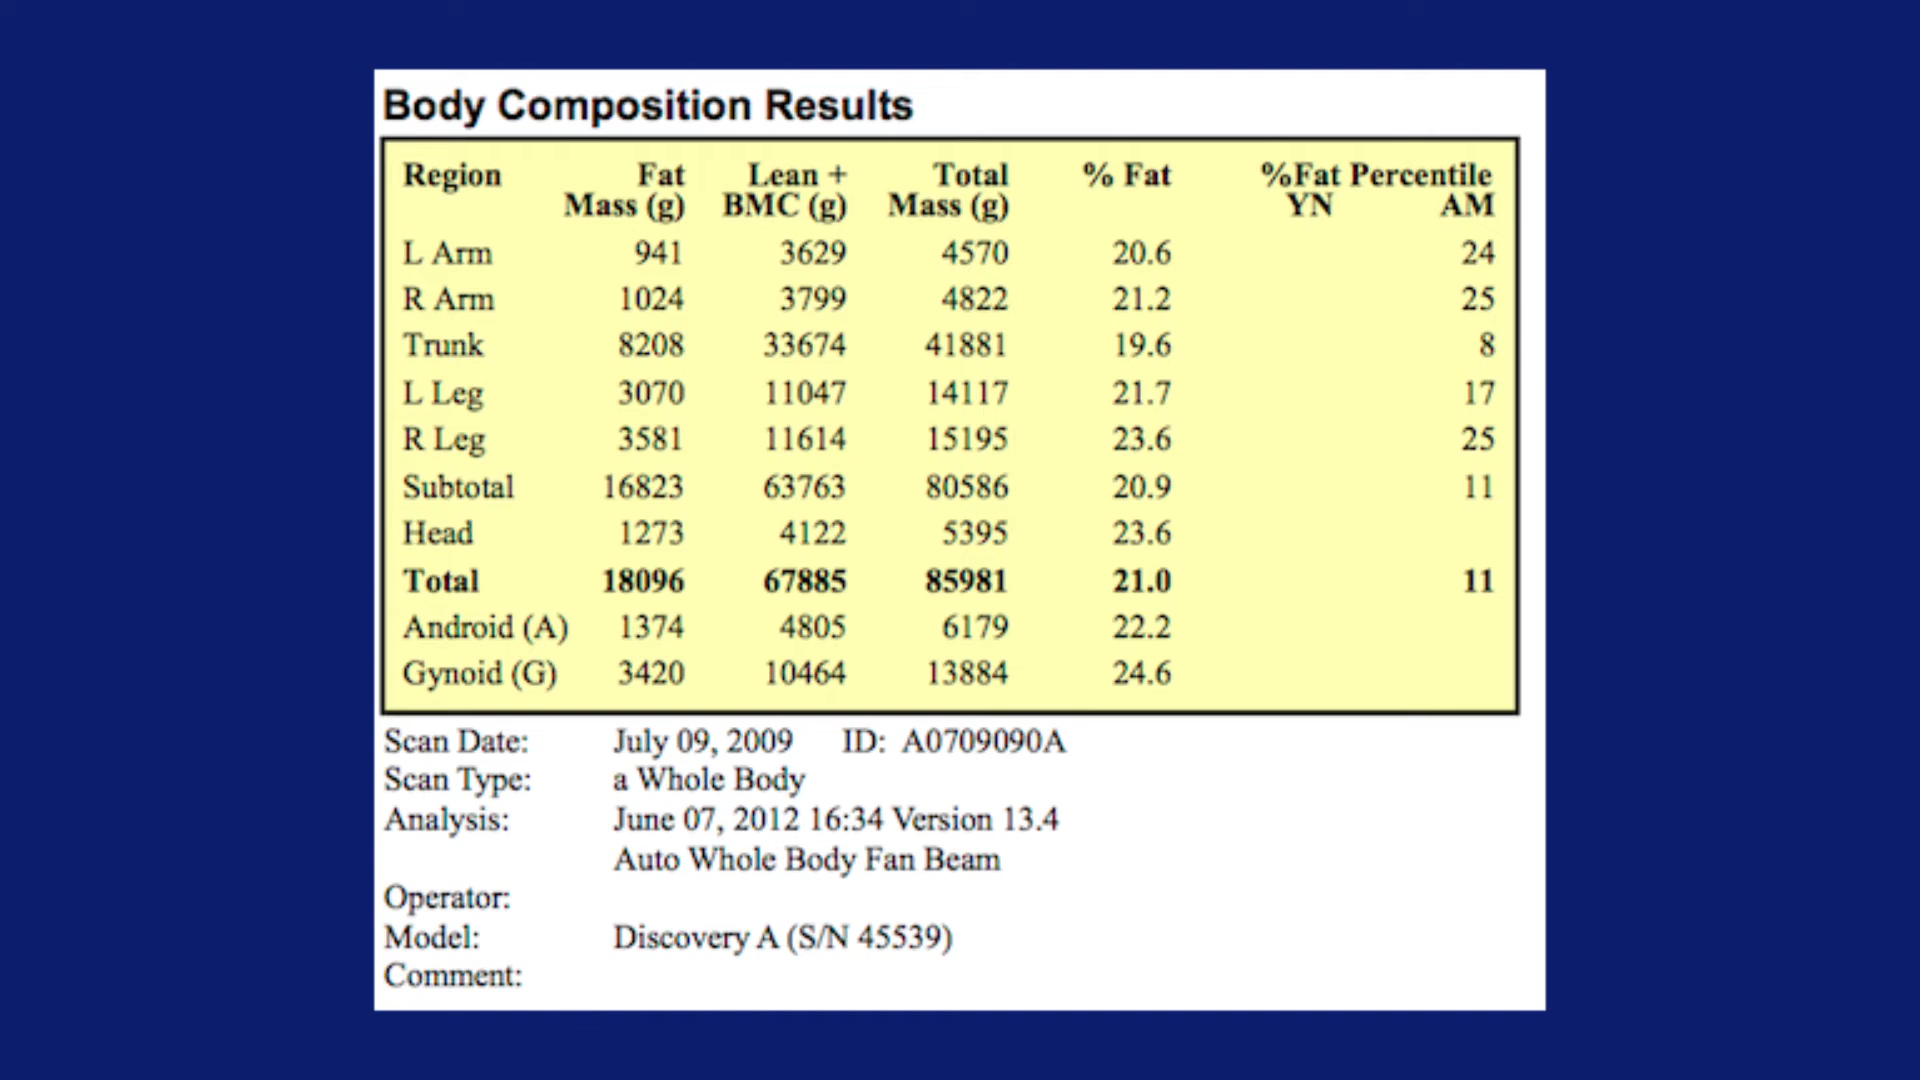 Body Composition Results
Region Fat Lean + Total % Fat %Fat Percentile
Mass (g) BMC (g) Mass (g) YN AM
L Arm 941 3629 4570 20.6 24
R Arm 1024 3799 4822 21.2 25
Trunk 8208 33674 41881 19.6 8
L Leg 3070 11047 14117 21.7 17
R Leg 3581 11614 15195 23.6 25
Subtotal 16823 63763 80586 20.9 11
Head 1273 4122 5395 23.6
Total 18096 67885 85981 21.0 11
Android (A) 1374 4805 6179 22.2
Gynoid (G) 3420 10464 13884 24.6
Scan Date: July 09, 2009 ID: A0709090A
Scan Type: a Whole Body
Analysis: June 07, 2012 16:34 Version 13.4
Auto Whole Body Fan Beam
Operator:
Model: Discovery A (S/N 45539)
Comment: